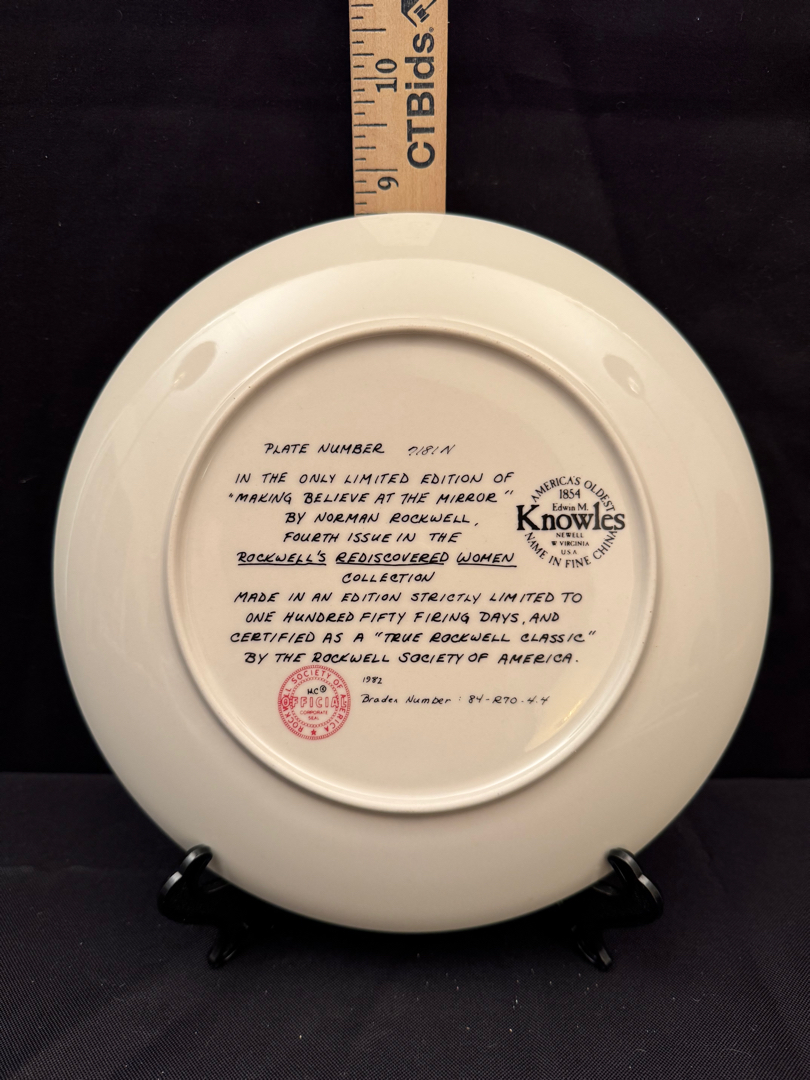 CTBids.
10
9
PLATE NUMBER 9181N
IN THE ONLY LIMITED EDITION OF
"MAKING BELIEVE AT THE MIRROR"
BY NORMAN ROCKWELL,
FOURTH ISSUE IN THE
ROCKWELL'S REDISCOVERED WOMEN
COLLECTION
MADE IN AN EDITION STRICTLY LIMITED TO
ONE HUNDRED FIFTY FIRING DAYS, AND
CERTIFIED AS A "TRUE ROCKWELL CLASSIC"
BY THE ROCKWELL SOCIETY OF AMERICA.
AMERICA'S OLDEST
1854
Edwin M.
Knowles
NEWELL
W VIRGINIA
U.S.A
NAME IN FINE CHINA
ROCKWELL SOCIETY OF AMERICA
OFFICIAL
CORPORATE
SEAL
1982
Braden Number : 84-R70-4.4